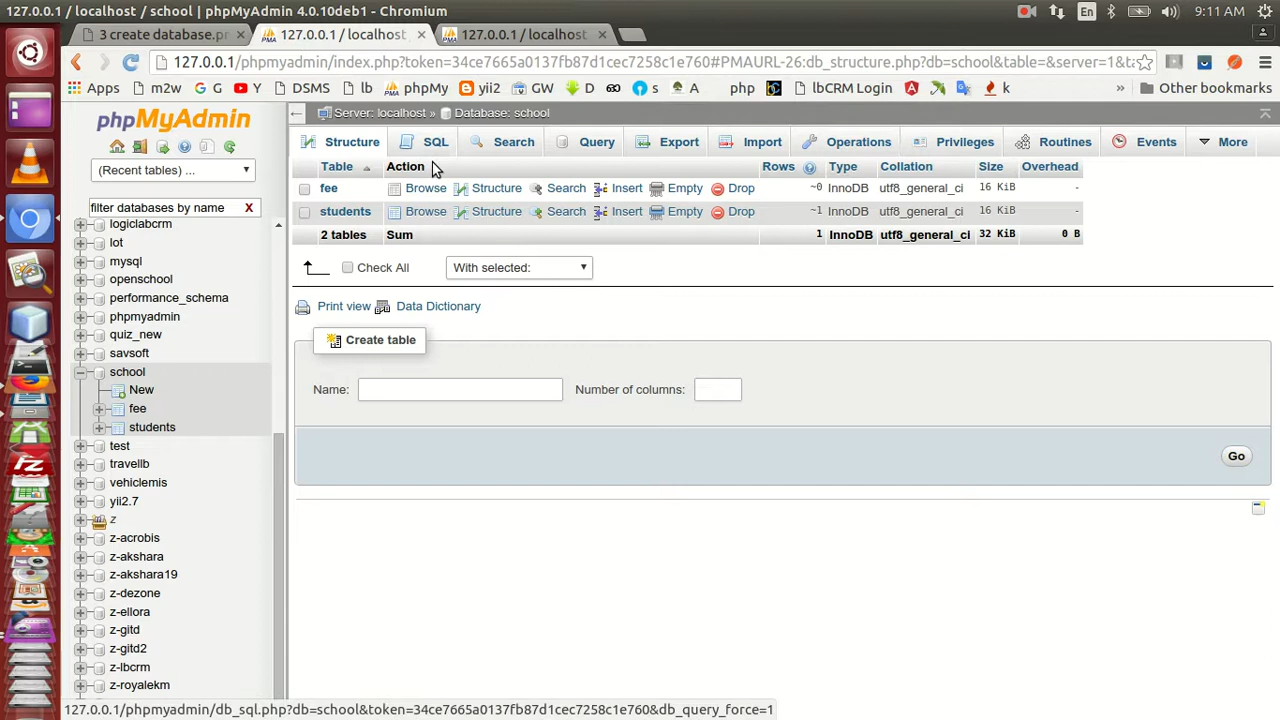 127.0.0.1 / localhost / school | phpMyAdmin 4.0.10deb1 - Chromium
En
9:11 AM
3 create database.pr ×
127.0.0.1 / localhost ×
127.0.0.1 / localhost ×
127.0.0.1/phpmyadmin/index.php?token=34ce7665a0137fb87d1cec7258c1e760#PMAURL-26:db_structure.php?db=school&table=&server=1&ta
Apps m2w G Y DSMS lb phpMy yii2 GW D s A php lbCRM Login k Other bookmarks
phpMyAdmin
(Recent tables) ...
filter databases by name X
logiclabcrm
lot
mysql
openschool
performance_schema
phpmyadmin
quiz_new
savsoft
school
New
fee
students
test
travellb
vehiclemis
yii2.7
z
z-acrobis
z-akshara
z-akshara19
z-dezone
z-ellora
z-gitd
z-gitd2
z-lbcrm
z-royalekm
Server: localhost » Database: school
Structure SQL Search Query Export Import Operations Privileges Routines Events More
Table Action Rows Type Collation Size Overhead
fee Browse Structure Search Insert Empty Drop ~0 InnoDB utf8_general_ci 16 KiB -
students Browse Structure Search Insert Empty Drop ~1 InnoDB utf8_general_ci 16 KiB -
2 tables Sum 1 InnoDB utf8_general_ci 32 KiB 0 B
Check All With selected:
Print view Data Dictionary
Create table
Name: Number of columns:
Go
127.0.0.1/phpmyadmin/db_sql.php?db=school&token=34ce7665a0137fb87d1cec7258c1e760&db_query_force=1